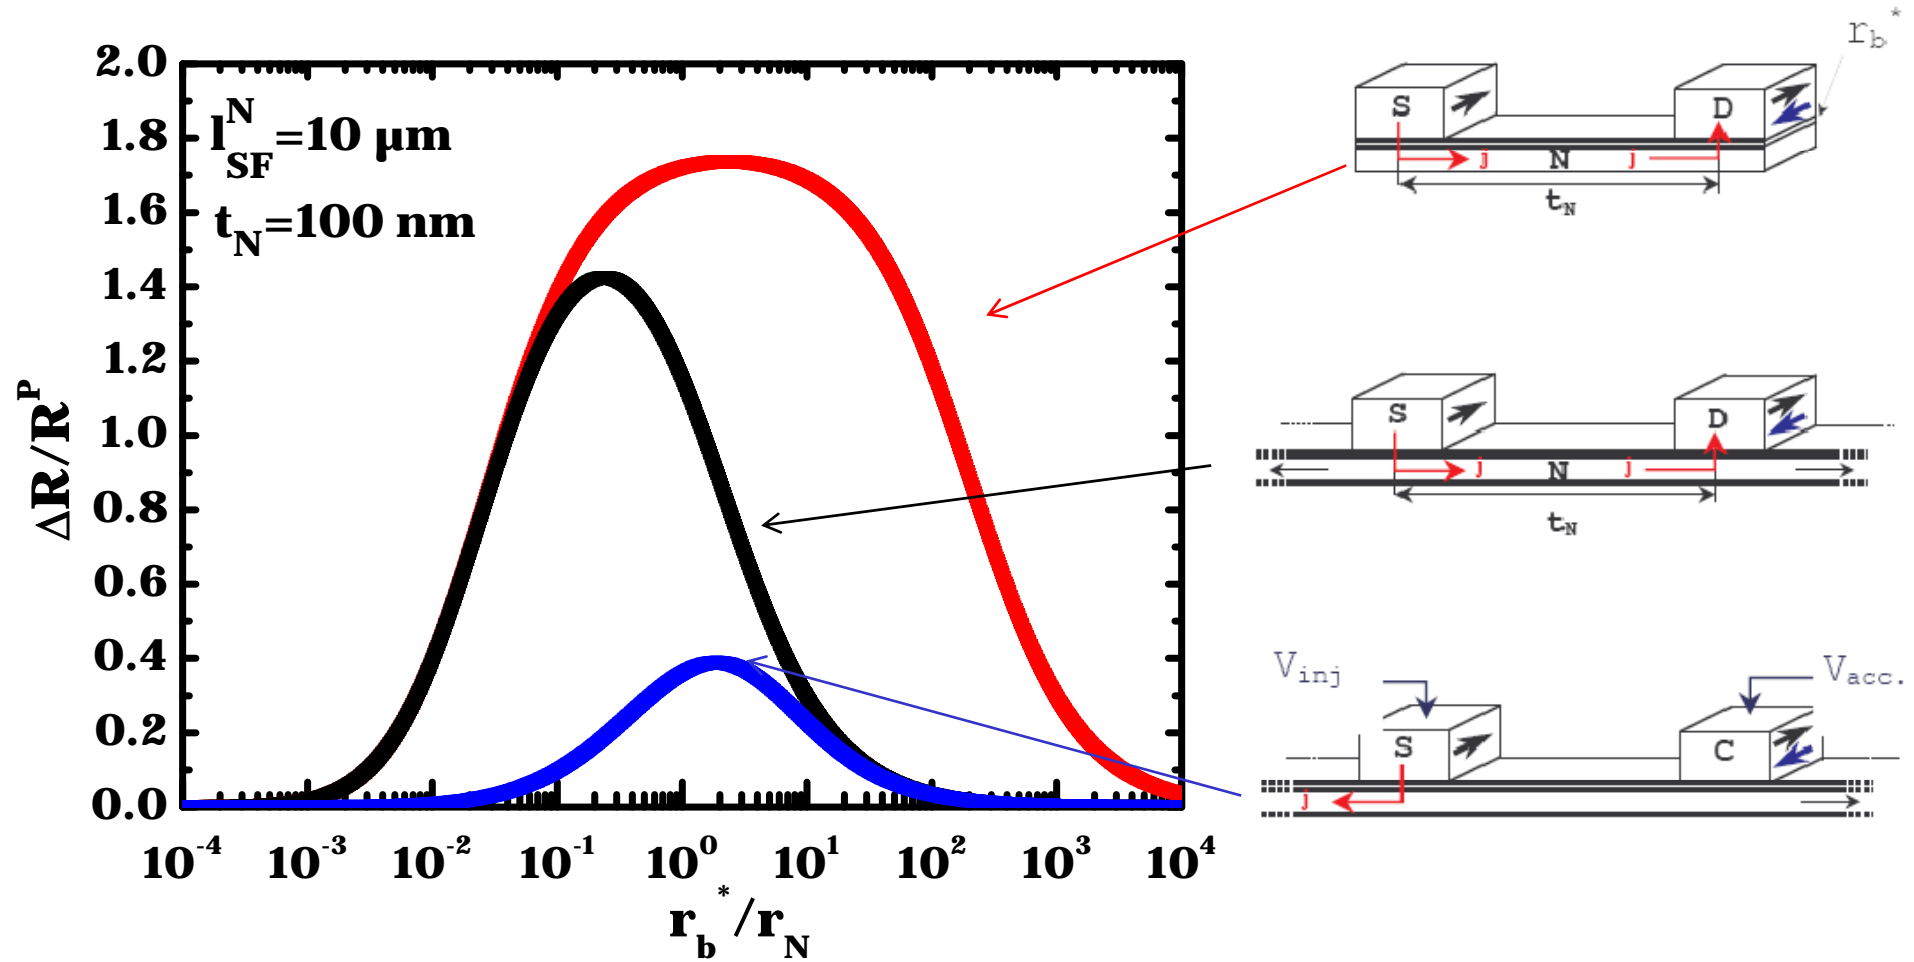 2.0
1.8
1.6
1.4
1.2
1.0
0.8
0.6
0.4
0.2
0.0
ΔR/R^P
l^N_SF=10 μm
t_N=100 nm
10^-4 10^-3 10^-2 10^-1 10^0 10^1 10^2 10^3 10^4
r_b^*/r_N
r_b^*
S D
j N j
t_N
S D
j N j
t_N
V_inj V_acc.
S C
j